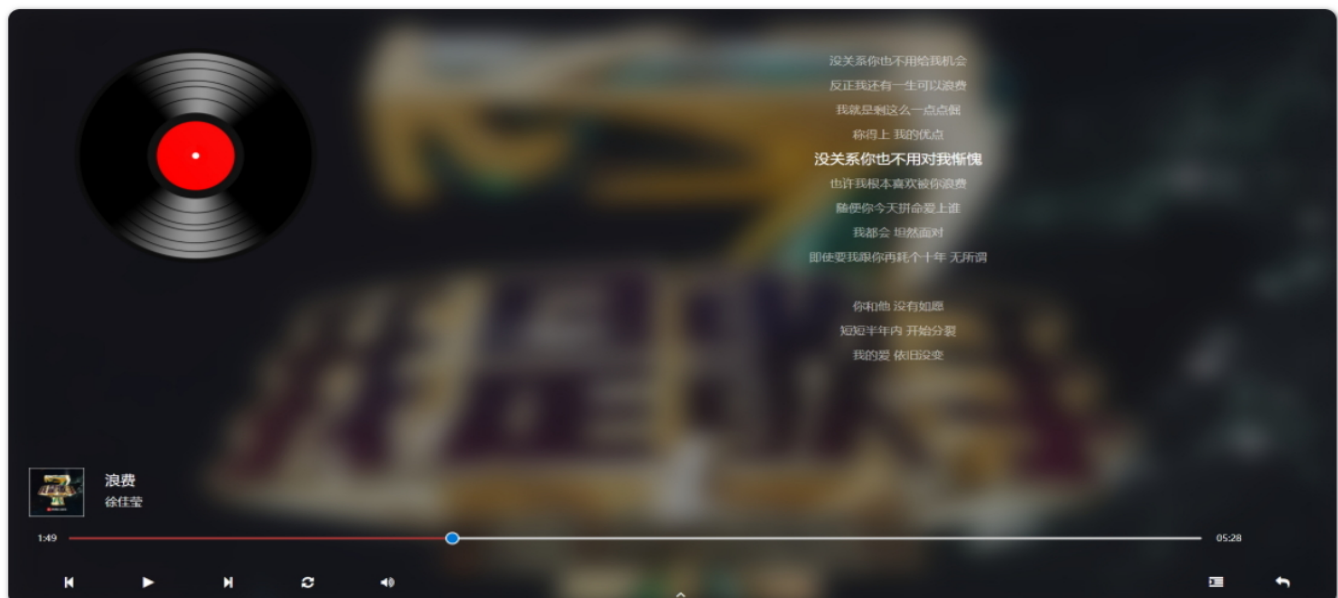 没关系你也不用给我机会
反正我还有一生可以浪费
我就是剩这么一点点倔
称得上 我的优点
没关系你也不用对我惭愧
也许我根本喜欢被你浪费
随便你今天拼命爱上谁
我都会 坦然面对
即使要我跟你再耗个十年 无所谓
你和他 没有如愿
短短半年内 开始分裂
我的爱 依旧没变
浪费
徐佳莹
1:49
05:28